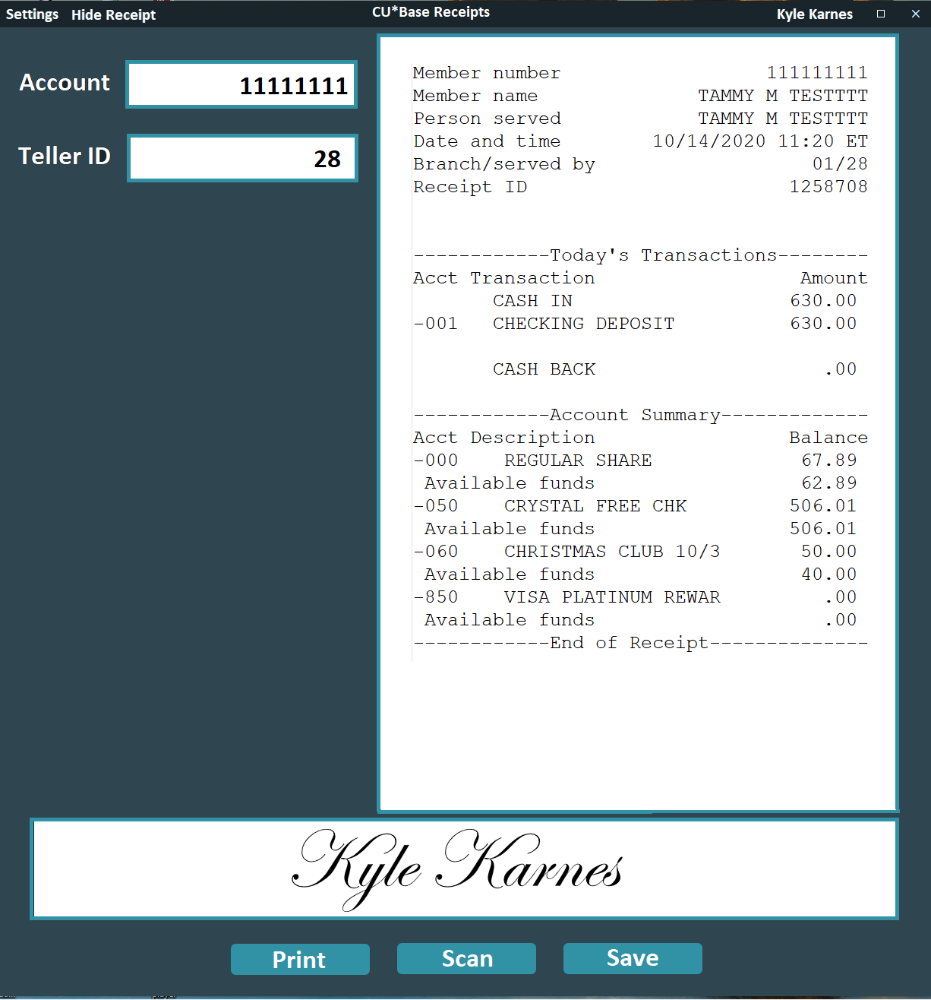 Settings Hide Receipt CU*Base Receipts Kyle Karnes
Account 11111111
Teller ID 28
Member number 111111111
Member name TAMMY M TESTTTT
Person served TAMMY M TESTTTT
Date and time 10/14/2020 11:20 ET
Branch/served by 01/28
Receipt ID 1258708
------------Today's Transactions--------
Acct Transaction Amount
CASH IN 630.00
-001 CHECKING DEPOSIT 630.00
CASH BACK .00
------------Account Summary-------------
Acct Description Balance
-000 REGULAR SHARE 67.89
Available funds 62.89
-050 CRYSTAL FREE CHK 506.01
Available funds 506.01
-060 CHRISTMAS CLUB 10/3 50.00
Available funds 40.00
-850 VISA PLATINUM REWAR .00
Available funds .00
------------End of Receipt--------------
Kyle Karnes
Print Scan Save